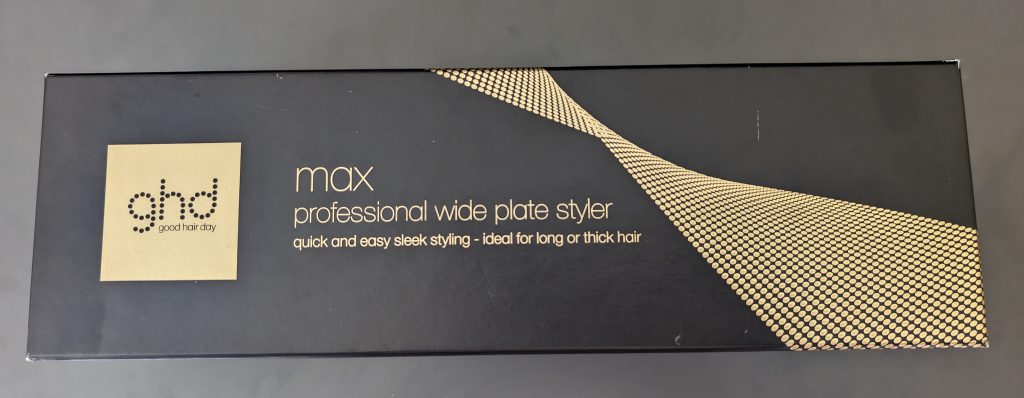 ghd
good hair day
max
professional wide plate styler
quick and easy sleek styling - ideal for long or thick hair